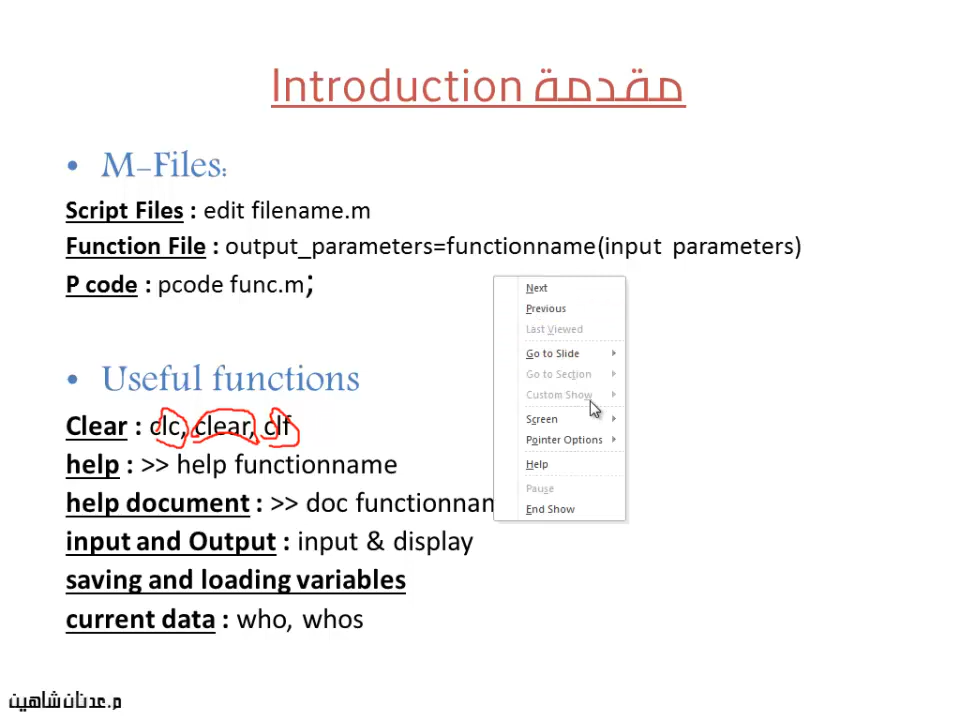 Introduction مقدمة
• M-Files:
Script Files : edit filename.m
Function File : output_parameters=functionname(input parameters)
P code : pcode func.m;
Next
Previous
Last Viewed
Go to Slide
Go to Section
Custom Show
Screen
Pointer Options
Help
Pause
End Show
• Useful functions
Clear : clc, clear, clf
help : >> help functionname
help document : >> doc functionnam
input and Output : input & display
saving and loading variables
current data : who, whos
م.عدنان شاهين